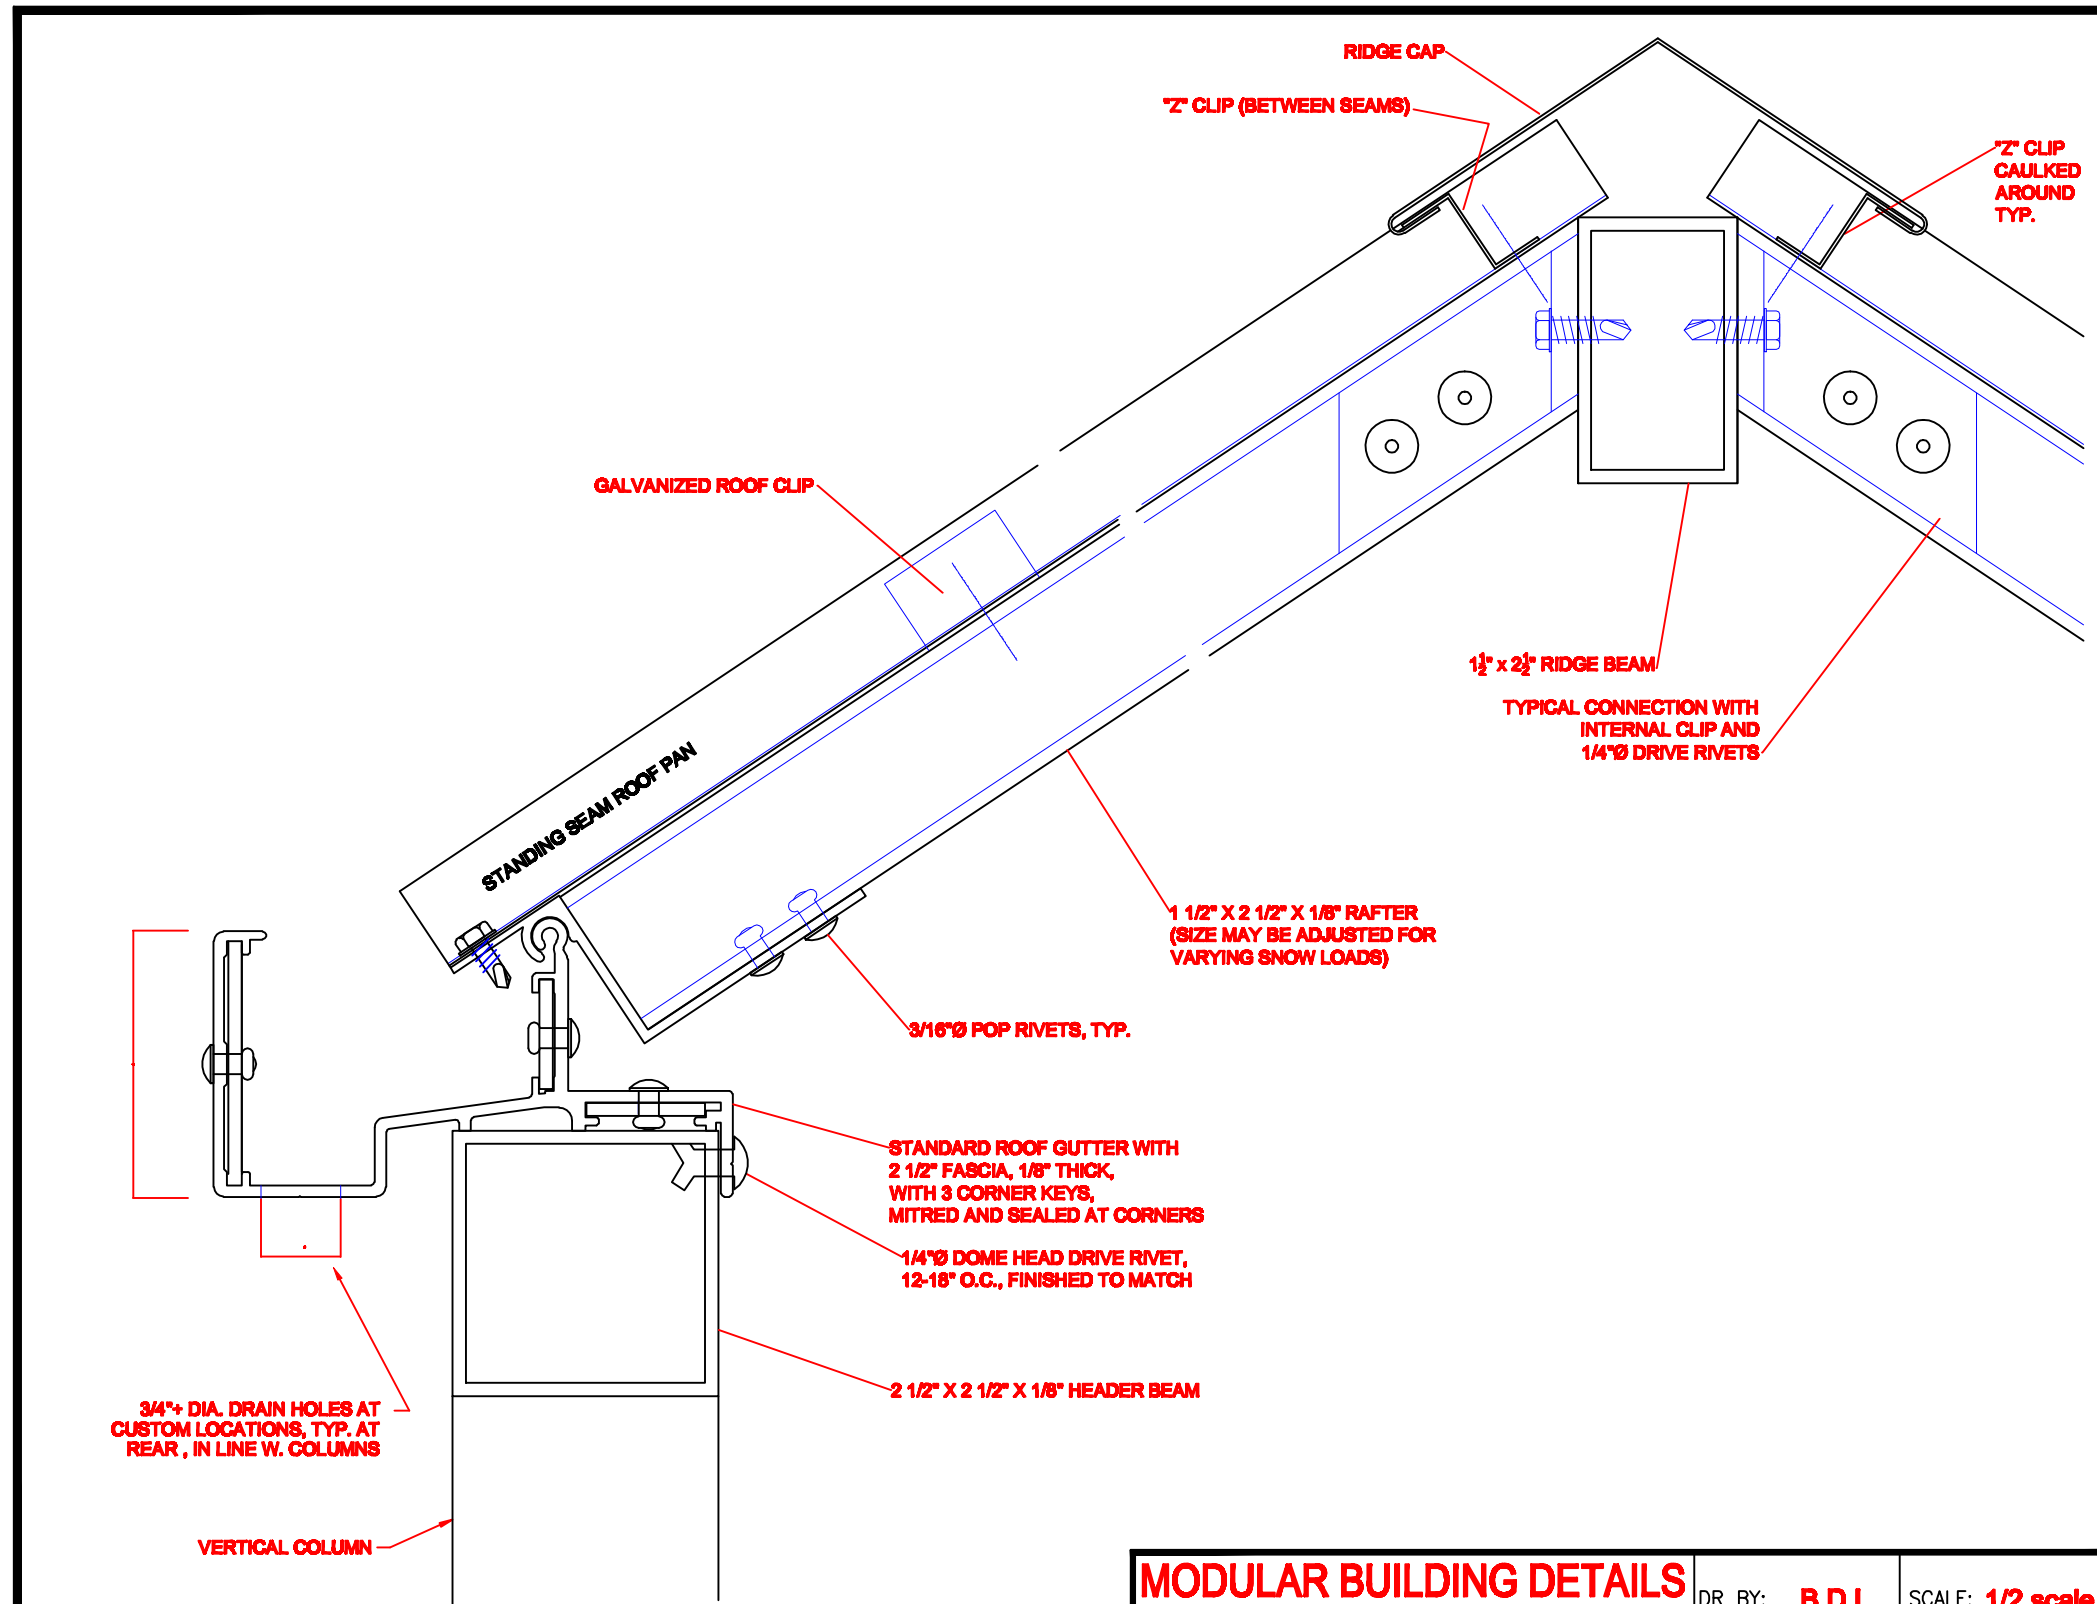 RIDGE CAP
"Z" CLIP (BETWEEN SEAMS)
"Z" CLIP
CAULKED
AROUND
TYP.
GALVANIZED ROOF CLIP
1½" x 2½" RIDGE BEAM
TYPICAL CONNECTION WITH
INTERNAL CLIP AND
1/4"Ø DRIVE RIVETS
STANDING SEAM ROOF PAN
1 1/2" X 2 1/2" X 1/8" RAFTER
(SIZE MAY BE ADJUSTED FOR
VARYING SNOW LOADS)
3/16"Ø POP RIVETS, TYP.
STANDARD ROOF GUTTER WITH
2 1/2" FASCIA, 1/8" THICK,
WITH 3 CORNER KEYS,
MITRED AND SEALED AT CORNERS
1/4"Ø DOME HEAD DRIVE RIVET,
12-18" O.C., FINISHED TO MATCH
2 1/2" X 2 1/2" X 1/8" HEADER BEAM
3/4"+ DIA. DRAIN HOLES AT
CUSTOM LOCATIONS, TYP. AT
REAR , IN LINE W. COLUMNS
VERTICAL COLUMN
MODULAR BUILDING DETAILS
DR. BY: B.D.I.
SCALE: 1/2 scale